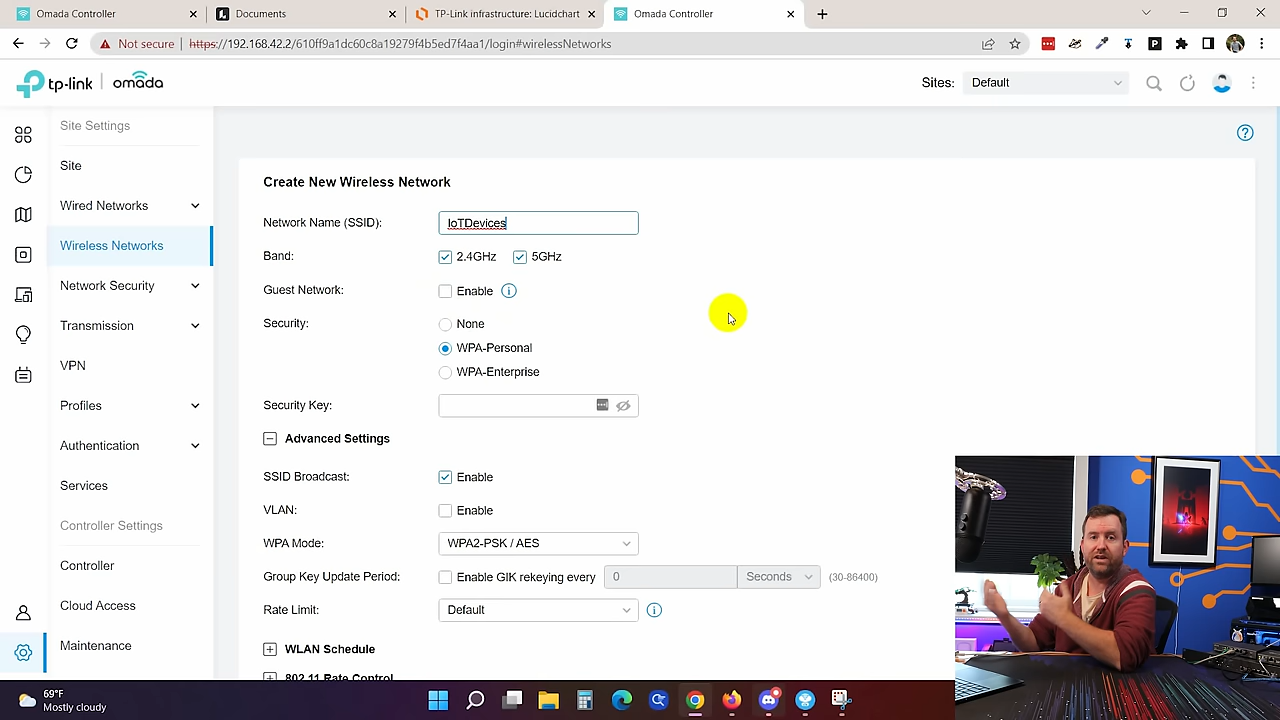 Omada Controller
Documents
TP-Link infrastructure: Lucidchart
Omada Controller
Not secure
https://192.168.42.2/610ff9a1dc60c8a19279f4b5ed7f4aa1/login#wirelessNetworks
tp-link | omada
Sites: Default
Site Settings
Site
Wired Networks
Wireless Networks
Network Security
Transmission
VPN
Profiles
Authentication
Services
Controller Settings
Controller
Cloud Access
Maintenance
Create New Wireless Network
Network Name (SSID): IoTDevices
Band: 2.4GHz 5GHz
Guest Network: Enable
Security: None
WPA-Personal
WPA-Enterprise
Security Key:
Advanced Settings
SSID Broadcast: Enable
VLAN: Enable
WPA Mode: WPA2-PSK / AES
Group Key Update Period: Enable GIK rekeying every 0 Seconds (30-86400)
Rate Limit: Default
WLAN Schedule
802.11 Rate Control
69°F
Mostly cloudy